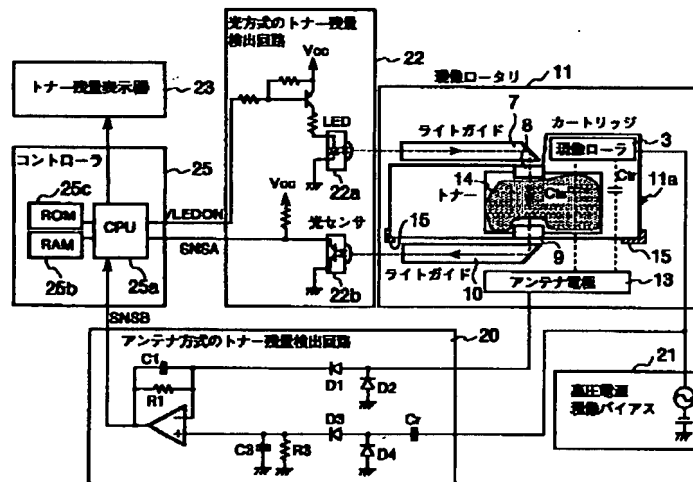 光方式のトナー残量
検出回路
22
Vcc
トナー残量表示器
23
LED
22a
現像ロータリ
11
7
8
カートリッジ
3
ライトガイド
現像ローラ
14
トナー
Cts
Ctr
11a
コントローラ
25
25c
ROM
RAM
25b
CPU
25a
/LEDON
SNSA
Vcc
光センサ
22b
15
ライトガイド
10
9
15
アンテナ電極
13
SNSB
アンテナ方式のトナー残量検出回路
20
C1
R1
D1
D2
D3
D4
Cr
C3
R3
21
高圧電源
現像バイアス